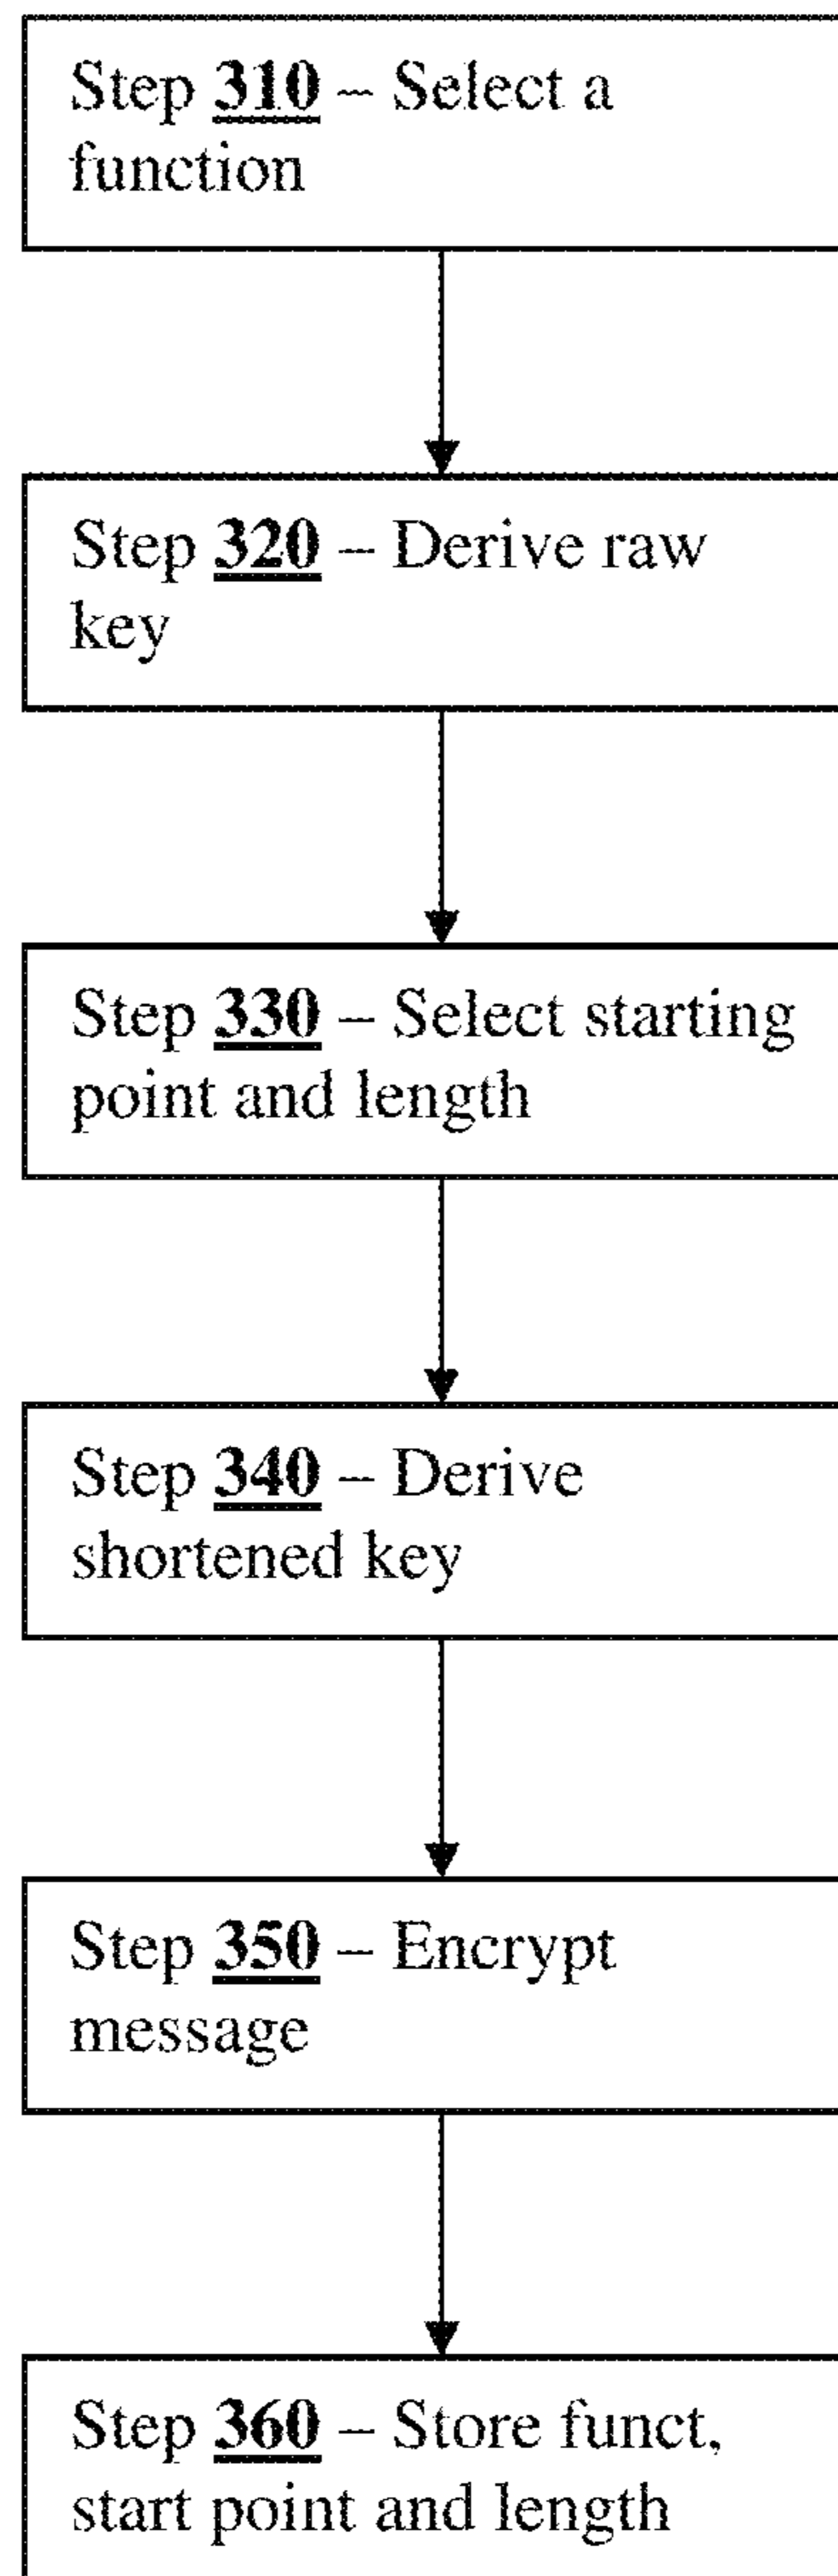 Step 310 – Select a
function
Step 320 – Derive raw
key
Step 330 – Select starting
point and length
Step 340 – Derive
shortened key
Step 350 – Encrypt
message
Step 360 – Store funct,
start point and length